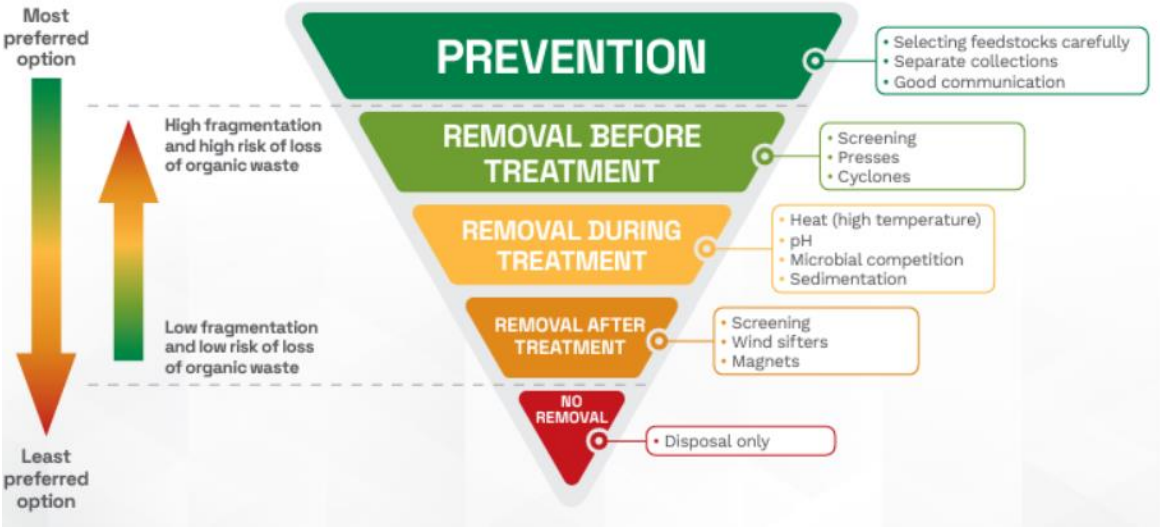 Most
preferred
option
PREVENTION
• Selecting feedstocks carefully
• Separate collections
• Good communication
High fragmentation
and high risk of loss
of organic waste
REMOVAL BEFORE
TREATMENT
• Screening
• Presses
• Cyclones
REMOVAL DURING
TREATMENT
• Heat (high temperature)
• pH
• Microbial competition
• Sedimentation
Low fragmentation
and low risk of loss
of organic waste
REMOVAL AFTER
TREATMENT
• Screening
• Wind sifters
• Magnets
NO
REMOVAL
• Disposal only
Least
preferred
option